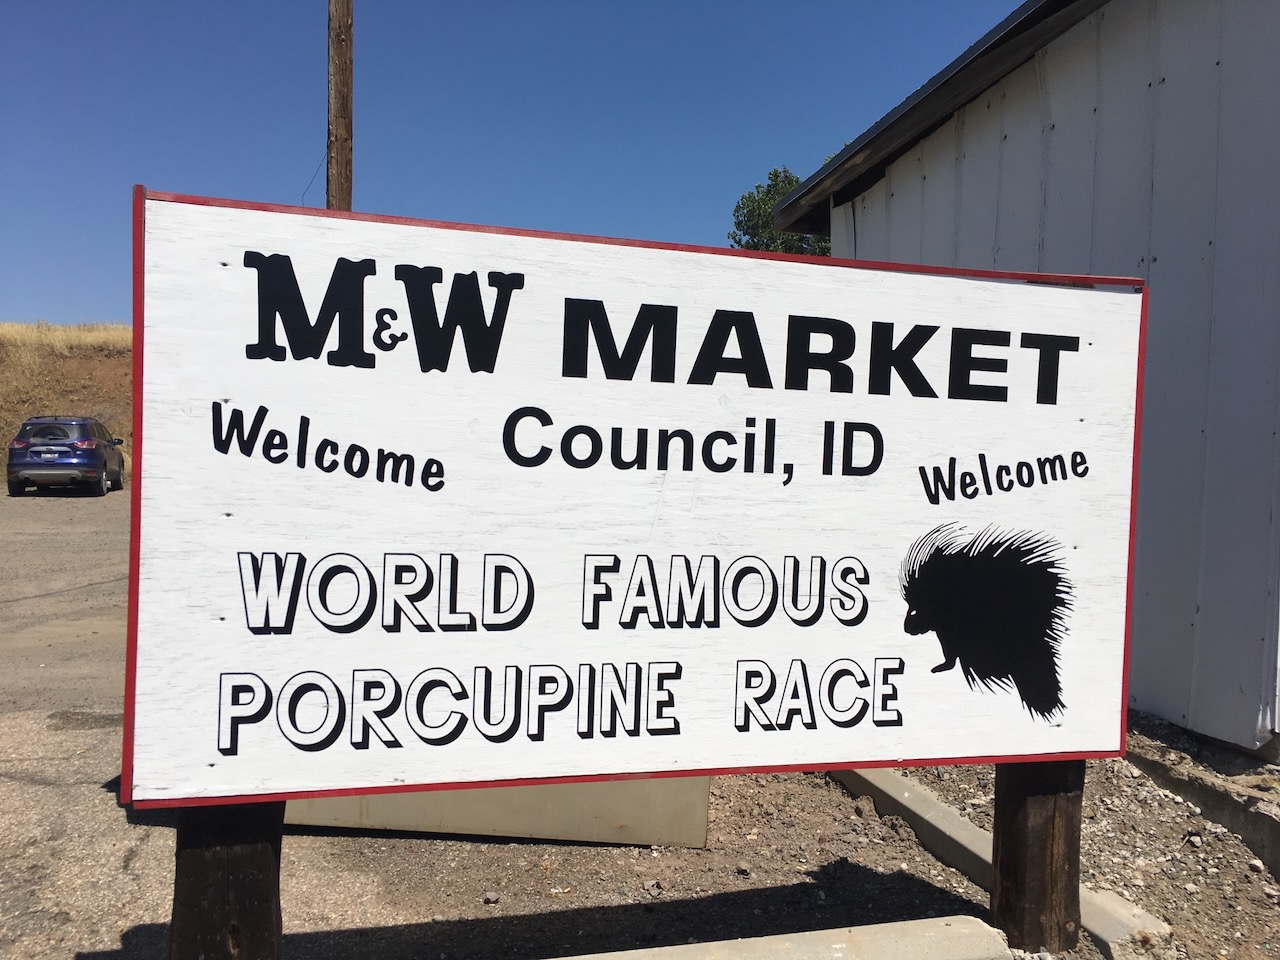 M&W MARKET
Council, ID
Welcome Welcome
WORLD FAMOUS
PORCUPINE RACE